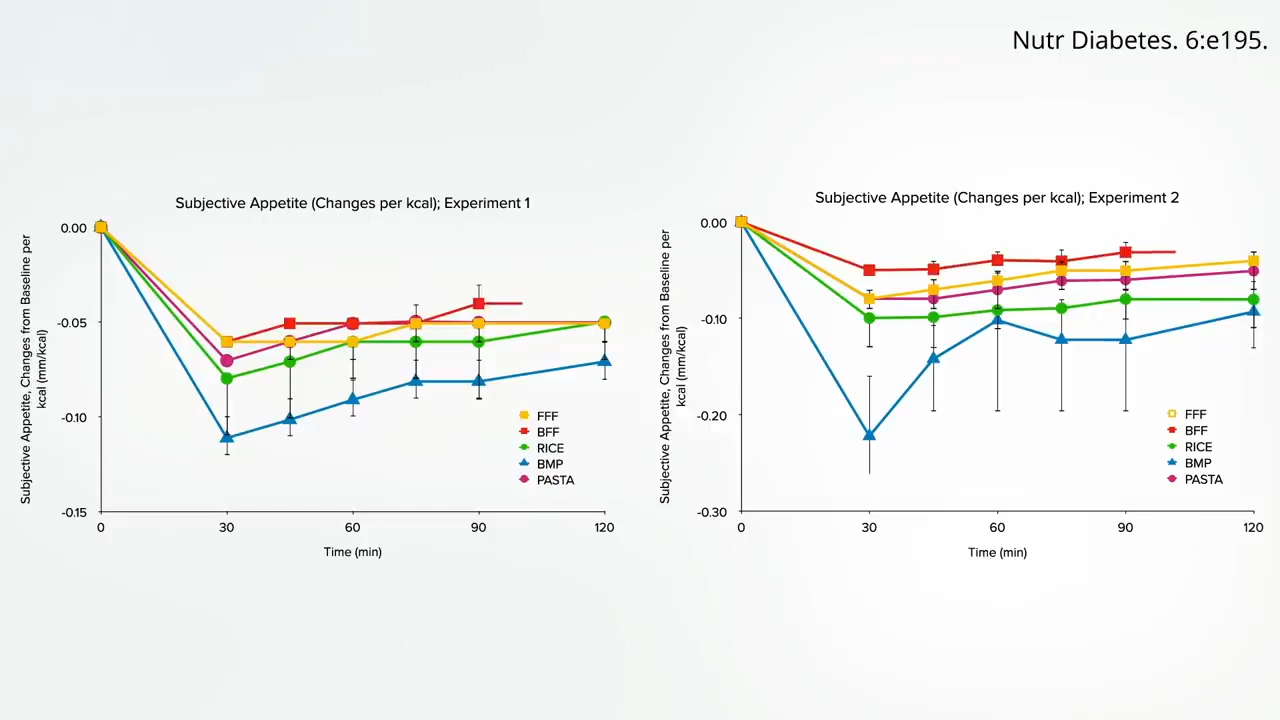 Nutr Diabetes. 6:e195.
Subjective Appetite (Changes per kcal); Experiment 1
Subjective Appetite, Changes from Baseline per
kcal (mm/kcal)
0.00
-0.05
-0.10
-0.15
FFF
BFF
RICE
BMP
PASTA
0
30
60
90
120
Time (min)
Subjective Appetite (Changes per kcal); Experiment 2
Subjective Appetite, Changes from Baseline per
kcal (mm/kcal)
0.00
-0.10
-0.20
-0.30
FFF
BFF
RICE
BMP
PASTA
0
30
60
90
120
Time (min)